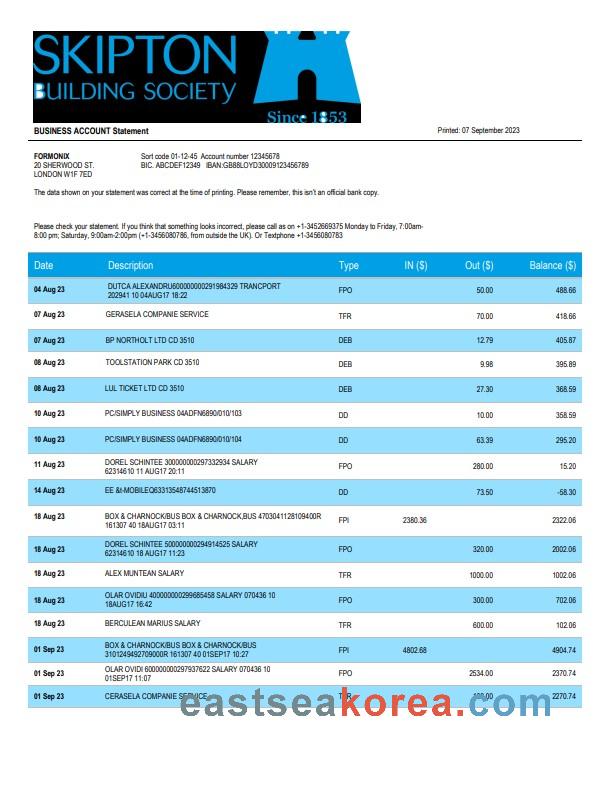 SKIPTON
BUILDING SOCIETY
Since 1853
BUSINESS ACCOUNT Statement Printed: 07 September 2023
FORMONIX Sort code 01-12-45 Account number 12345678
20 SHERWOOD ST. BIC. ABCDEF12349 IBAN:GB88LOYD30009123456789
LONDON W1F 7ED
The data shown on your statement was correct at the time of printing. Please remember, this isn't an official bank copy.
Please check your statement. If you think that something looks incorrect, please call as on +1-3452669375 Monday to Friday, 7:00am-
8:00 pm; Saturday, 9:00am-2:00pm (+1-3456080786, from outside the UK). Or Textphone +1-3456080783
Date Description Type IN ($) Out ($) Balance ($)
04 Aug 23 DUTCA ALEXANDRU600000000291984329 TRANCPORT
202941 10 04AUG17 18:22 FPO 50.00 488.66
07 Aug 23 GERASELA COMPANIE SERVICE TFR 70.00 418.66
07 Aug 23 BP NORTHOLT LTD CD 3510 DEB 12.79 405.87
08 Aug 23 TOOLSTATION PARK CD 3510 DEB 9.98 395.89
08 Aug 23 LUL TICKET LTD CD 3510 DEB 27.30 368.59
10 Aug 23 PC/SIMPLY BUSINESS 04ADFN6890/010/103 DD 10.00 358.59
10 Aug 23 PC/SIMPLY BUSINESS 04ADFN6890/010/104 DD 63.39 295.20
11 Aug 23 DOREL SCHINTEE 300000000297332934 SALARY
62314610 11 AUG17 20:11 FPO 280.00 15.20
14 Aug 23 EE &t-MOBILEQ63313548744513870 DD 73.50 -58.30
18 Aug 23 BOX & CHARNOCK/BUS BOX & CHARNOCK,BUS 4703041128109400R
161307 40 18AUG17 03:11 FPI 2380.36 2322.06
18 Aug 23 DOREL SCHINTEE 500000000294914525 SALARY
62314610 18 AUG17 11:23 FPO 320.00 2002.06
18 Aug 23 ALEX MUNTEAN SALARY TFR 1000.00 1002.06
18 Aug 23 OLAR OVIDIU 400000000299685458 SALARY 070436 10
18AUG17 16:42 FPO 300.00 702.06
18 Aug 23 BERCULEAN MARIUS SALARY TFR 600.00 102.06
01 Sep 23 BOX & CHARNOCK/BUS BOX & CHARNOCK/BUS
3101249492709000R 161307 40 01SEP17 10:27 FPI 4802.68 4904.74
01 Sep 23 OLAR OVIDI 600000000297937622 SALARY 070436 10
01SEP17 11:07 FPO 2534.00 2370.74
01 Sep 23 CERASELA COMPANIE SERVICE TFR 100.00 2270.74
eastseakorea.com